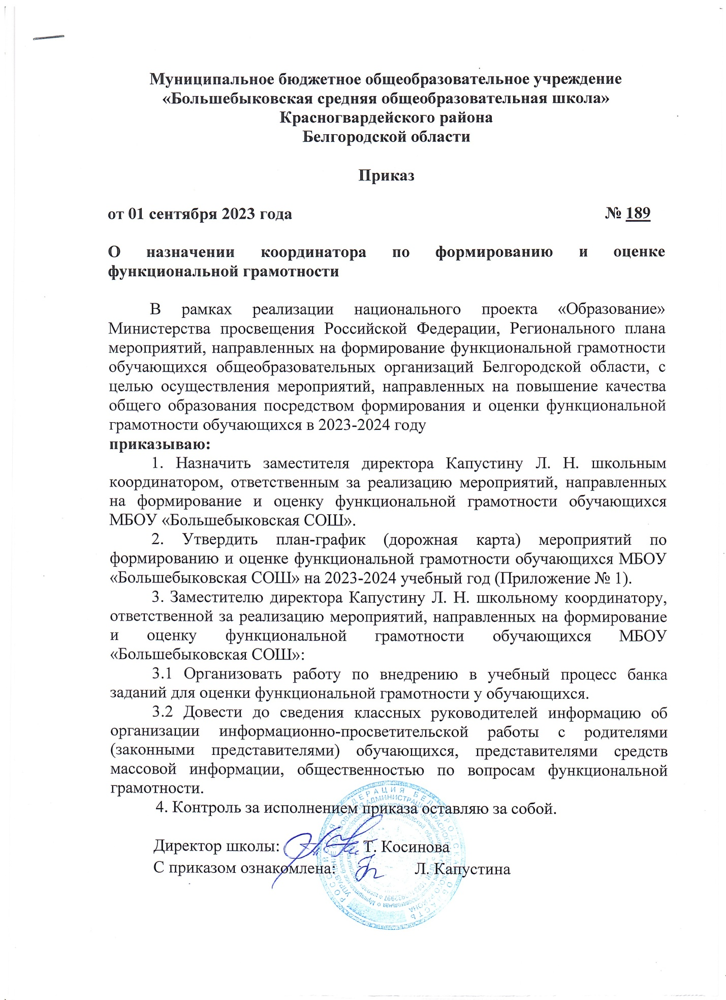 Муниципальное бюджетное общеобразовательное учреждение
«Большебыковская средняя общеобразовательная школа»
Красногвардейского района
Белгородской области
Приказ
от 01 сентября 2023 года № 189
О назначении координатора по формированию и оценке
функциональной грамотности
В рамках реализации национального проекта «Образование»
Министерства просвещения Российской Федерации, Регионального плана
мероприятий, направленных на формирование функциональной грамотности
обучающихся общеобразовательных организаций Белгородской области, с
целью осуществления мероприятий, направленных на повышение качества
общего образования посредством формирования и оценки функциональной
грамотности обучающихся в 2023-2024 году
приказываю:
1. Назначить заместителя директора Капустину Л. Н. школьным
координатором, ответственным за реализацию мероприятий, направленных
на формирование и оценку функциональной грамотности обучающихся
МБОУ «Большебыковская СОШ».
2. Утвердить план-график (дорожная карта) мероприятий по
формированию и оценке функциональной грамотности обучающихся МБОУ
«Большебыковская СОШ» на 2023-2024 учебный год (Приложение № 1).
3. Заместителю директора Капустину Л. Н. школьному координатору,
ответственной за реализацию мероприятий, направленных на формирование
и оценку функциональной грамотности обучающихся МБОУ
«Большебыковская СОШ»:
3.1 Организовать работу по внедрению в учебный процесс банка
заданий для оценки функциональной грамотности у обучающихся.
3.2 Довести до сведения классных руководителей информацию об
организации информационно-просветительской работы с родителями
(законными представителями) обучающихся, представителями средств
массовой информации, общественностью по вопросам функциональной
грамотности.
4. Контроль за исполнением приказа оставляю за собой.
Директор школы: Т. Косинова
С приказом ознакомлена: Л. Капустина
РОССИЙСКАЯ ФЕДЕРАЦИЯ БЕЛГОРОДСКАЯ ОБЛАСТЬ
УПРАВЛЕНИЕ ОБРАЗОВАНИЯ АДМИНИСТРАЦИИ КРАСНОГВАРДЕЙСКОГО РАЙОНА